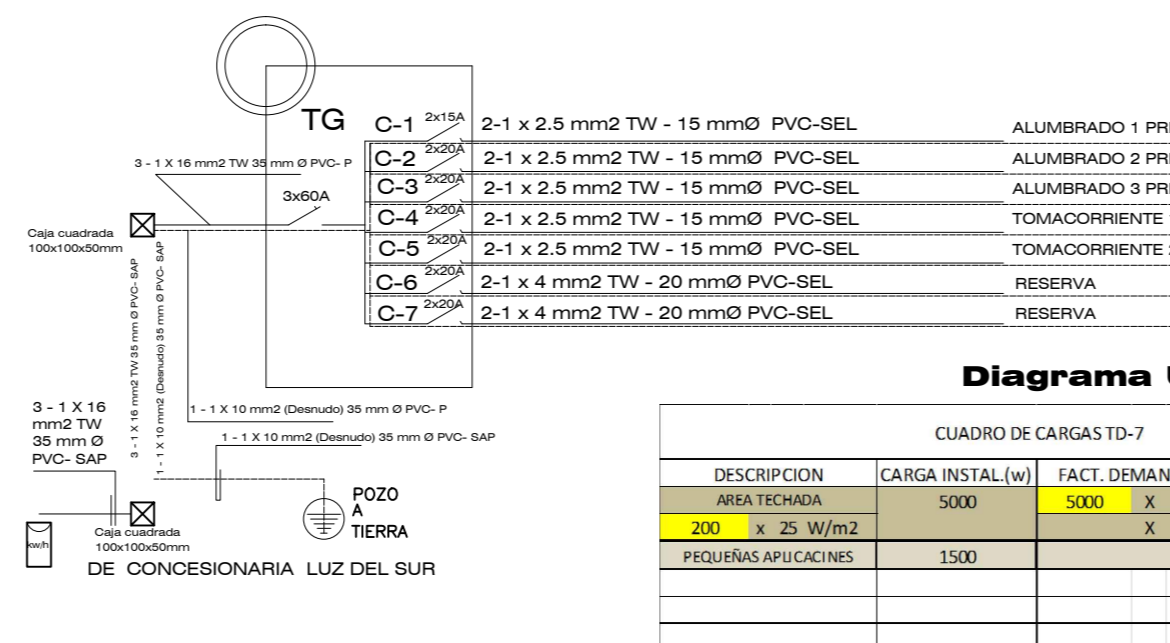 TG
C-1 2x15A 2-1 x 2.5 mm2 TW - 15 mmØ PVC-SEL ALUMBRADO 1
C-2 2x20A 2-1 x 2.5 mm2 TW - 15 mmØ PVC-SEL ALUMBRADO 2
C-3 2x20A 2-1 x 2.5 mm2 TW - 15 mmØ PVC-SEL ALUMBRADO 3
C-4 2x20A 2-1 x 2.5 mm2 TW - 15 mmØ PVC-SEL TOMACORRIENTE
C-5 2x20A 2-1 x 2.5 mm2 TW - 15 mmØ PVC-SEL TOMACORRIENTE
C-6 2x20A 2-1 x 4 mm2 TW - 20 mmØ PVC-SEL RESERVA
C-7 2x20A 2-1 x 4 mm2 TW - 20 mmØ PVC-SEL RESERVA
3 - 1 X 16 mm2 TW 35 mm Ø PVC- P
3x60A
Caja cuadrada
100x100x50mm
3 - 1 X 16 mm2 TW 35 mm Ø PVC- SAP
1 - 1 X 10 mm2 (Desnudo) 35 mm Ø PVC- SAP
3 - 1 X 16
mm2 TW
35 mm Ø
PVC- SAP
1 - 1 X 10 mm2 (Desnudo) 35 mm Ø PVC- P
1 - 1 X 10 mm2 (Desnudo) 35 mm Ø PVC- SAP
POZO
A
TIERRA
kw/h
Caja cuadrada
100x100x50mm
DE CONCESIONARIA LUZ DEL SUR
Diagrama
CUADRO DE CARGAS TD-7
DESCRIPCION CARGA INSTAL.(w) FACT.
AREA TECHADA 5000 5000 X
200 x 25 W/m2 X
PEQUEÑAS APLICACINES 1500